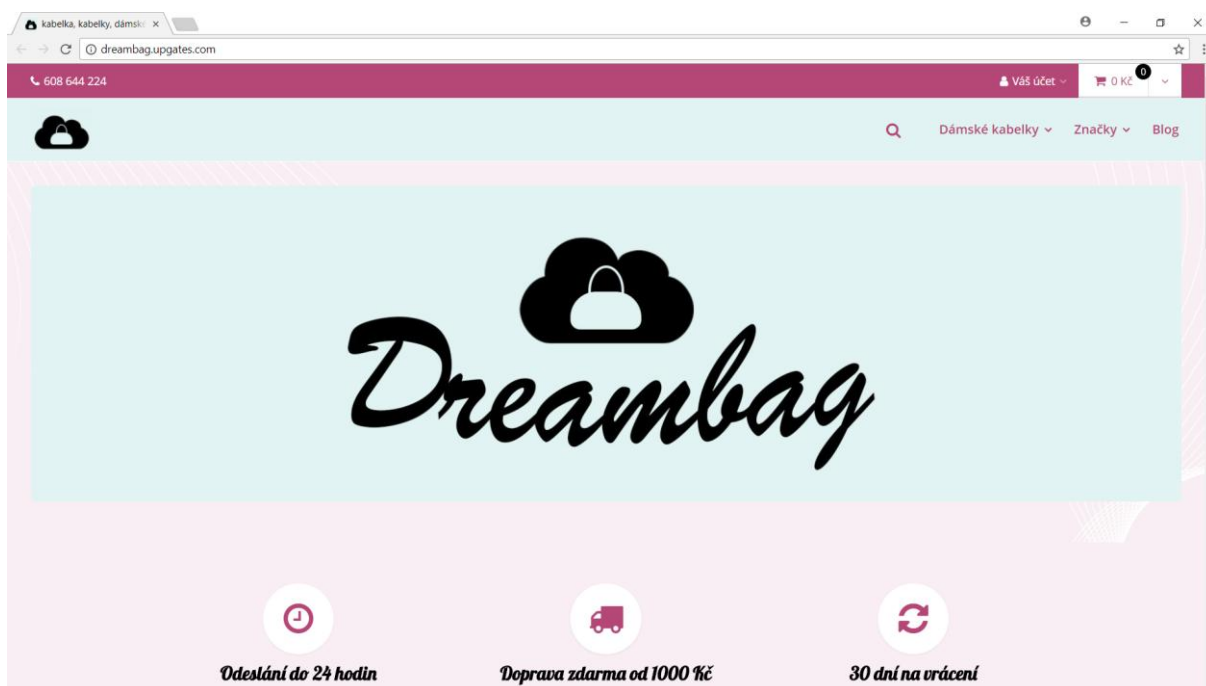 kabelka, kabelky, dámsk
dreambag.upgates.com
608 644 224
Váš účet
0 Kč
0
Dámské kabelky
Značky
Blog
Dreambag
Odeslání do 24 hodin
Doprava zdarma od 1000 Kč
30 dní na vrácení